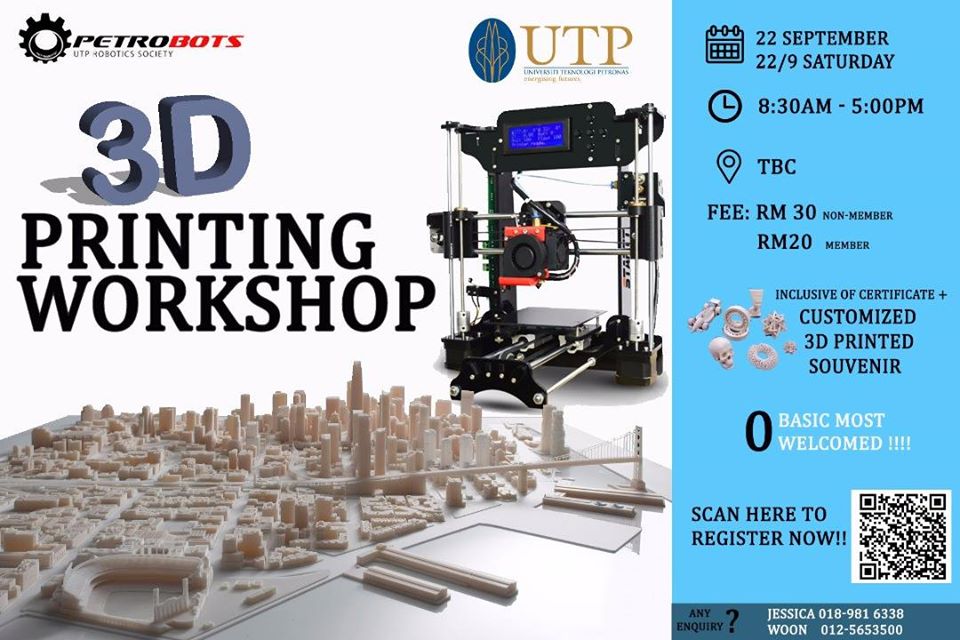 PETROBOTS
UTP ROBOTICS SOCIETY
UTP
UNIVERSITI TEKNOLOGI PETRONAS
energising futures
3D
PRINTING
WORKSHOP
22 SEPTEMBER
22/9 SATURDAY
8:30AM - 5:00PM
TBC
FEE: RM 30 NON-MEMBER
RM20 MEMBER
INCLUSIVE OF CERTIFICATE +
CUSTOMIZED
3D PRINTED
SOUVENIR
0 BASIC MOST
WELCOMED !!!!
SCAN HERE TO
REGISTER NOW!!
ANY
ENQUIRY ?
JESSICA 018-981 6338
WOON 012-5653500